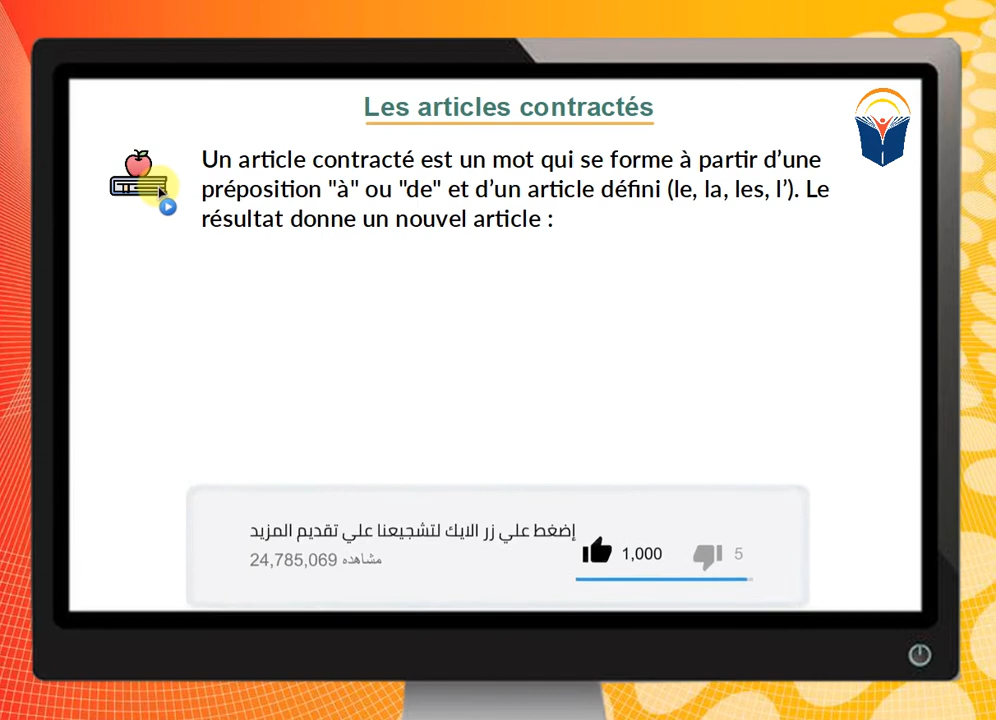 Les articles contractés
Un article contracté est un mot qui se forme à partir d’une
préposition "à" ou "de" et d’un article défini (le, la, les, l’). Le
résultat donne un nouvel article :
إضغط علي زر الايك لتشجيعنا علي تقديم المزيد
24,785,069 مشاهده
1,000
5